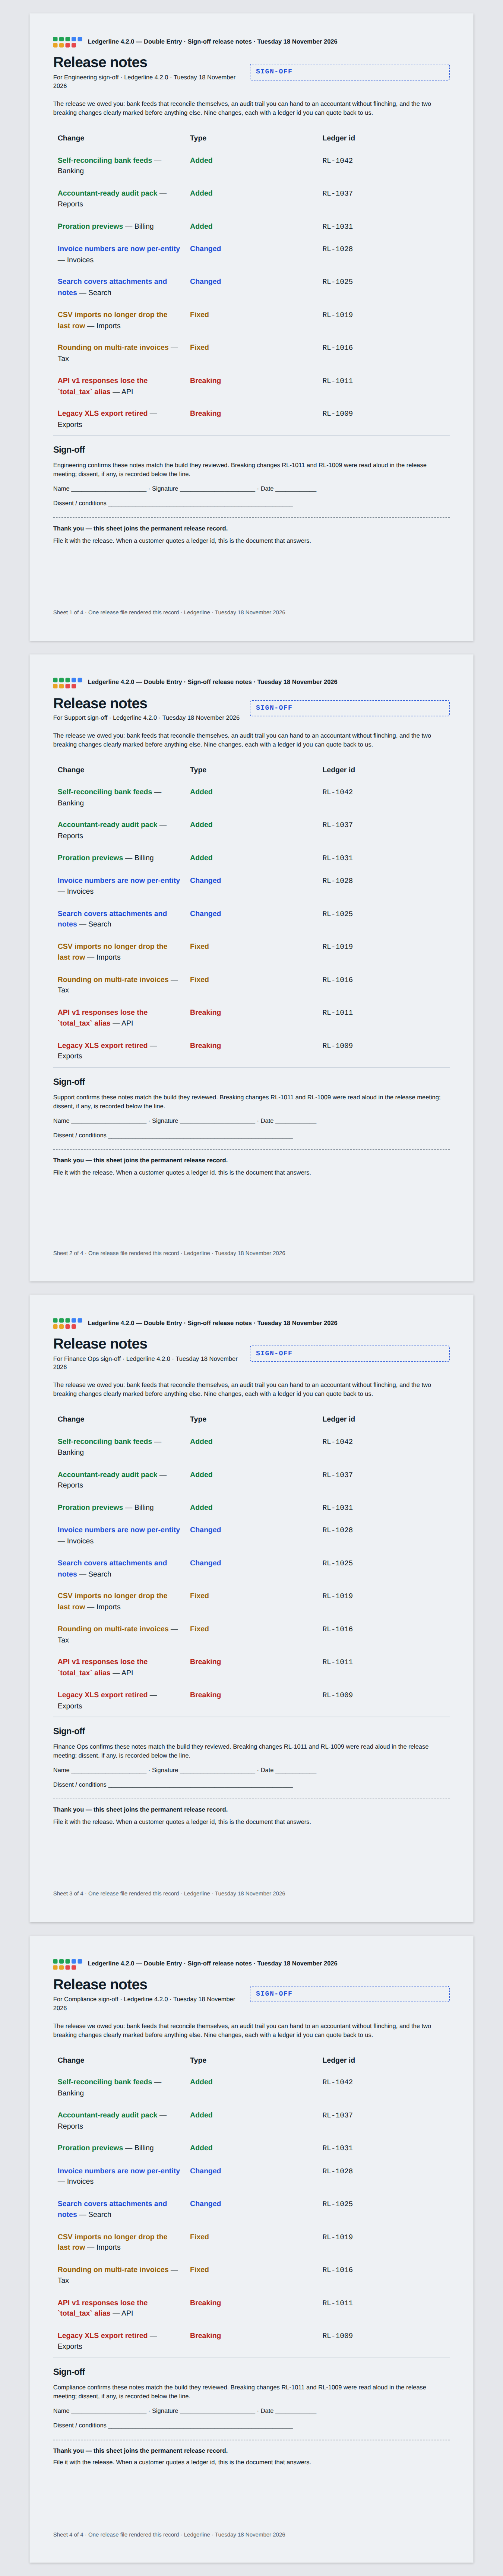 Ledgerline 4.2.0 — Double Entry · Sign-off release notes · Tuesday 18 November 2026
Release notes
For Engineering sign-off · Ledgerline 4.2.0 · Tuesday 18 November
2026
SIGN-OFF
The release we owed you: bank feeds that reconcile themselves, an audit trail you can hand to an accountant without flinching, and the two
breaking changes clearly marked before anything else. Nine changes, each with a ledger id you can quote back to us.
Change Type Ledger id
Self-reconciling bank feeds — Added RL-1042
Banking
Accountant-ready audit pack — Added RL-1037
Reports
Proration previews — Billing Added RL-1031
Invoice numbers are now per-entity Changed RL-1028
— Invoices
Search covers attachments and Changed RL-1025
notes — Search
CSV imports no longer drop the Fixed RL-1019
last row — Imports
Rounding on multi-rate invoices — Fixed RL-1016
Tax
API v1 responses lose the Breaking RL-1011
`total_tax` alias — API
Legacy XLS export retired — Breaking RL-1009
Exports
Sign-off
Engineering confirms these notes match the build they reviewed. Breaking changes RL-1011 and RL-1009 were read aloud in the release
meeting; dissent, if any, is recorded below the line.
Name ______________________ · Signature ______________________ · Date ____________
Dissent / conditions ______________________________________________________
Thank you — this sheet joins the permanent release record.
File it with the release. When a customer quotes a ledger id, this is the document that answers.
Sheet 1 of 4 · One release file rendered this record · Ledgerline · Tuesday 18 November 2026
Ledgerline 4.2.0 — Double Entry · Sign-off release notes · Tuesday 18 November 2026
Release notes
For Support sign-off · Ledgerline 4.2.0 · Tuesday 18 November 2026
SIGN-OFF
The release we owed you: bank feeds that reconcile themselves, an audit trail you can hand to an accountant without flinching, and the two
breaking changes clearly marked before anything else. Nine changes, each with a ledger id you can quote back to us.
Change Type Ledger id
Self-reconciling bank feeds — Added RL-1042
Banking
Accountant-ready audit pack — Added RL-1037
Reports
Proration previews — Billing Added RL-1031
Invoice numbers are now per-entity Changed RL-1028
— Invoices
Search covers attachments and Changed RL-1025
notes — Search
CSV imports no longer drop the Fixed RL-1019
last row — Imports
Rounding on multi-rate invoices — Fixed RL-1016
Tax
API v1 responses lose the Breaking RL-1011
`total_tax` alias — API
Legacy XLS export retired — Breaking RL-1009
Exports
Sign-off
Support confirms these notes match the build they reviewed. Breaking changes RL-1011 and RL-1009 were read aloud in the release meeting;
dissent, if any, is recorded below the line.
Name ______________________ · Signature ______________________ · Date ____________
Dissent / conditions ______________________________________________________
Thank you — this sheet joins the permanent release record.
File it with the release. When a customer quotes a ledger id, this is the document that answers.
Sheet 2 of 4 · One release file rendered this record · Ledgerline · Tuesday 18 November 2026
Ledgerline 4.2.0 — Double Entry · Sign-off release notes · Tuesday 18 November 2026
Release notes
For Finance Ops sign-off · Ledgerline 4.2.0 · Tuesday 18 November
2026
SIGN-OFF
The release we owed you: bank feeds that reconcile themselves, an audit trail you can hand to an accountant without flinching, and the two
breaking changes clearly marked before anything else. Nine changes, each with a ledger id you can quote back to us.
Change Type Ledger id
Self-reconciling bank feeds — Added RL-1042
Banking
Accountant-ready audit pack — Added RL-1037
Reports
Proration previews — Billing Added RL-1031
Invoice numbers are now per-entity Changed RL-1028
— Invoices
Search covers attachments and Changed RL-1025
notes — Search
CSV imports no longer drop the Fixed RL-1019
last row — Imports
Rounding on multi-rate invoices — Fixed RL-1016
Tax
API v1 responses lose the Breaking RL-1011
`total_tax` alias — API
Legacy XLS export retired — Breaking RL-1009
Exports
Sign-off
Finance Ops confirms these notes match the build they reviewed. Breaking changes RL-1011 and RL-1009 were read aloud in the release
meeting; dissent, if any, is recorded below the line.
Name ______________________ · Signature ______________________ · Date ____________
Dissent / conditions ______________________________________________________
Thank you — this sheet joins the permanent release record.
File it with the release. When a customer quotes a ledger id, this is the document that answers.
Sheet 3 of 4 · One release file rendered this record · Ledgerline · Tuesday 18 November 2026
Ledgerline 4.2.0 — Double Entry · Sign-off release notes · Tuesday 18 November 2026
Release notes
For Compliance sign-off · Ledgerline 4.2.0 · Tuesday 18 November
2026
SIGN-OFF
The release we owed you: bank feeds that reconcile themselves, an audit trail you can hand to an accountant without flinching, and the two
breaking changes clearly marked before anything else. Nine changes, each with a ledger id you can quote back to us.
Change Type Ledger id
Self-reconciling bank feeds — Added RL-1042
Banking
Accountant-ready audit pack — Added RL-1037
Reports
Proration previews — Billing Added RL-1031
Invoice numbers are now per-entity Changed RL-1028
— Invoices
Search covers attachments and Changed RL-1025
notes — Search
CSV imports no longer drop the Fixed RL-1019
last row — Imports
Rounding on multi-rate invoices — Fixed RL-1016
Tax
API v1 responses lose the Breaking RL-1011
`total_tax` alias — API
Legacy XLS export retired — Breaking RL-1009
Exports
Sign-off
Compliance confirms these notes match the build they reviewed. Breaking changes RL-1011 and RL-1009 were read aloud in the release
meeting; dissent, if any, is recorded below the line.
Name ______________________ · Signature ______________________ · Date ____________
Dissent / conditions ______________________________________________________
Thank you — this sheet joins the permanent release record.
File it with the release. When a customer quotes a ledger id, this is the document that answers.
Sheet 4 of 4 · One release file rendered this record · Ledgerline · Tuesday 18 November 2026